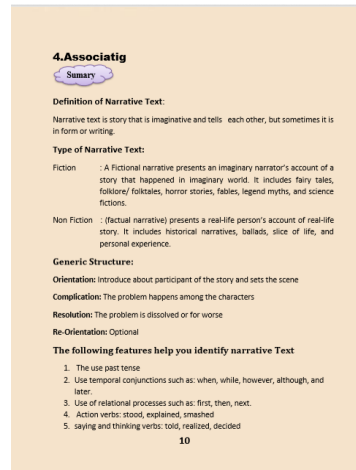 4.Associatig
Sumary
Definition of Narrative Text:
Narrative text is story that is imaginative and tells each other, but sometimes it is
in form or writing.
Type of Narrative Text:
Fiction : A Fictional narrative presents an imaginary narrator's account of a
story that happened in imaginary world. It includes fairy tales,
folklore/ folktales, horror stories, fables, legend myths, and science
fictions.
Non Fiction : (factual narrative) presents a real-life person's account of real-life
story. It includes historical narratives, ballads, slice of life, and
personal experience.
Generic Structure:
Orientation: Introduce about participant of the story and sets the scene
Complication: The problem happens among the characters
Resolution: The problem is dissolved or for worse
Re-Orientation: Optional
The following features help you identify narrative Text
1. The use past tense
2. Use temporal conjunctions such as: when, while, however, although, and
later.
3. Use of relational processes such as: first, then, next.
4. Action verbs: stood, explained, smashed
5. saying and thinking verbs: told, realized, decided
10